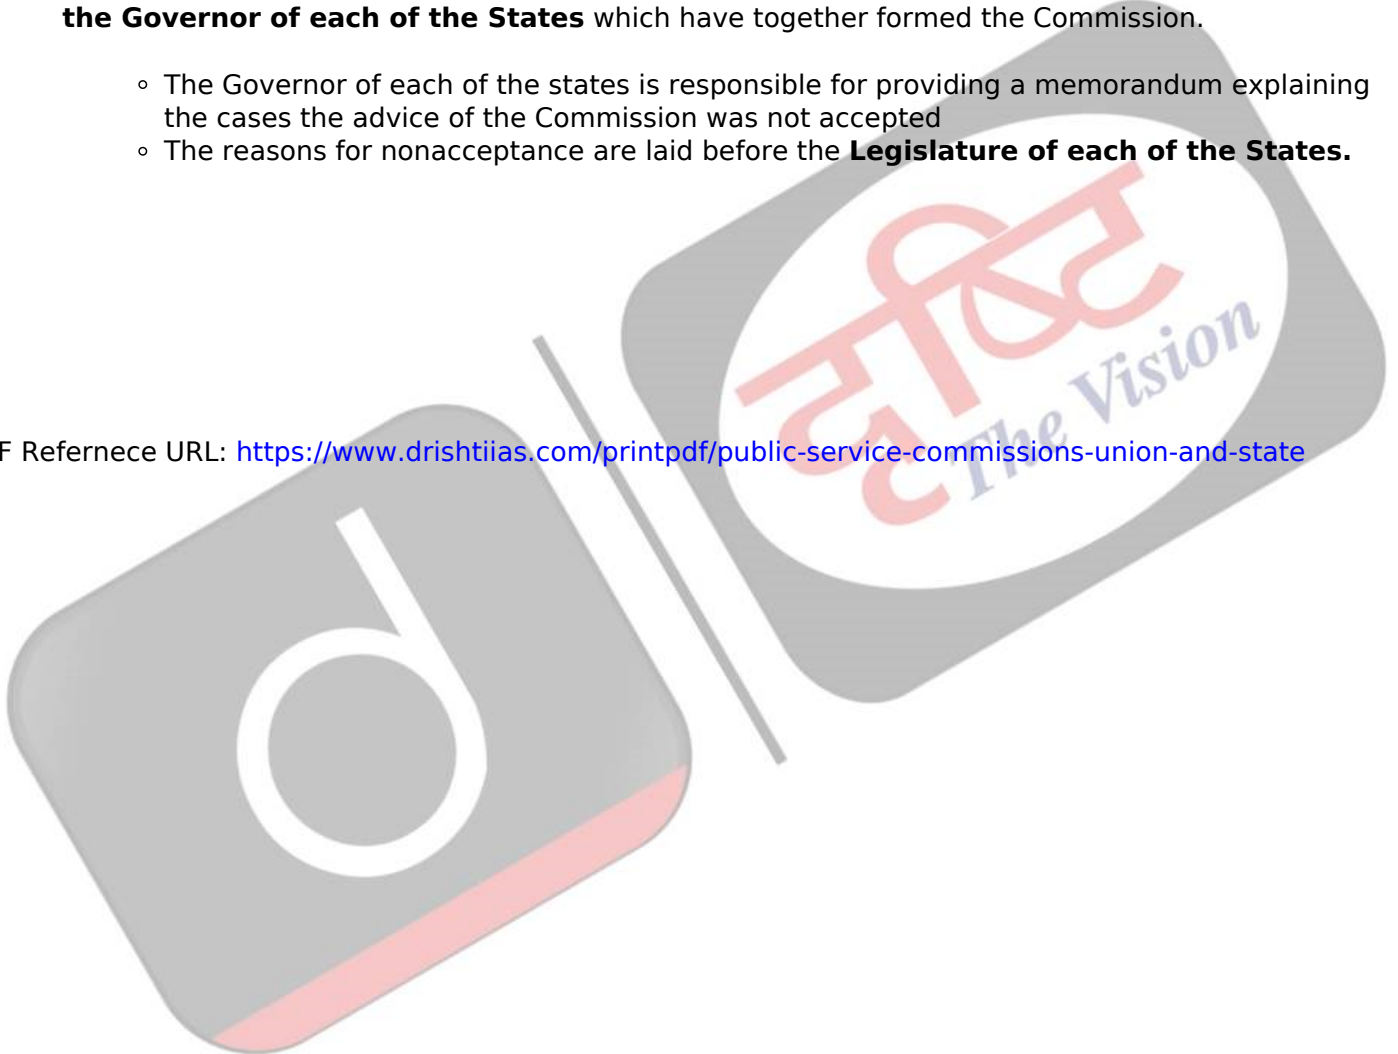 the Governor of each of the States which have together formed the Commission.
The Governor of each of the states is responsible for providing a memorandum explaining
the cases the advice of the Commission was not accepted
The reasons for nonacceptance are laid before the Legislature of each of the States.
दृष्टि
The Vision
F Refernece URL: https://www.drishtiias.com/printpdf/public-service-commissions-union-and-state
d